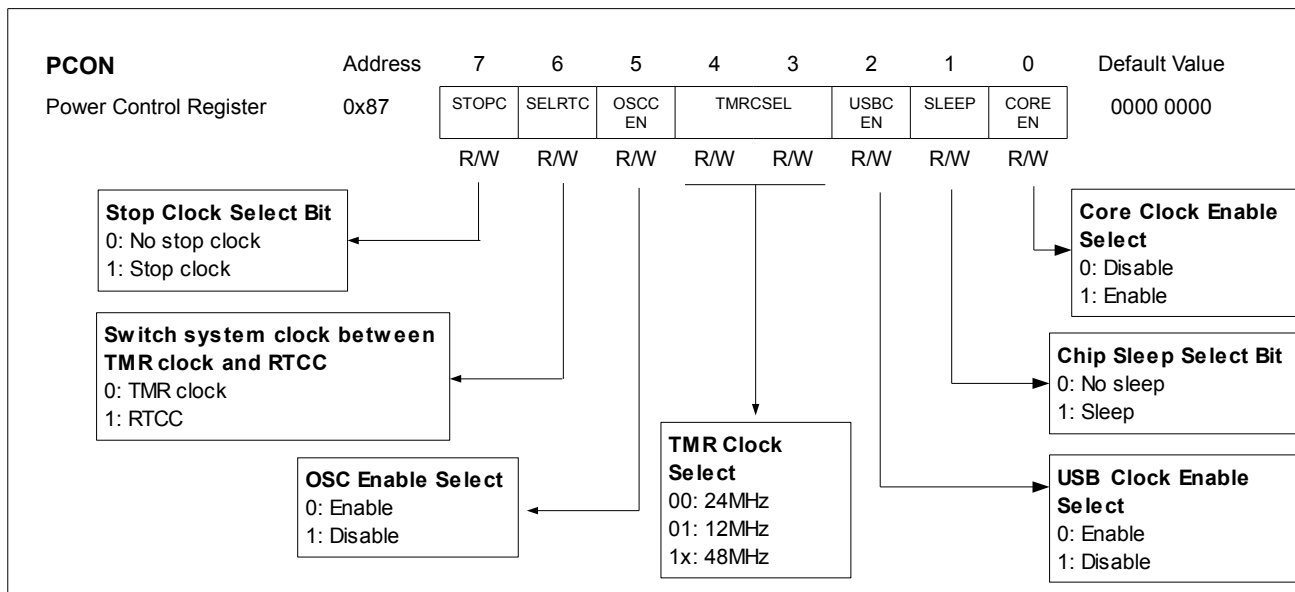 PCON Address 7 6 5 4 3 2 1 0 Default Value
Power Control Register 0x87 STOPC SELRTC OSCC EN TMRCSEL USBC EN SLEEP CORE EN 0000 0000
R/W R/W R/W R/W R/W R/W R/W R/W
Stop Clock Select Bit
0: No stop clock
1: Stop clock
Switch system clock between
TMR clock and RTCC
0: TMR clock
1: RTCC
OSC Enable Select
0: Enable
1: Disable
TMR Clock
Select
00: 24MHz
01: 12MHz
1x: 48MHz
Core Clock Enable
Select
0: Disable
1: Enable
Chip Sleep Select Bit
0: No sleep
1: Sleep
USB Clock Enable
Select
0: Enable
1: Disable